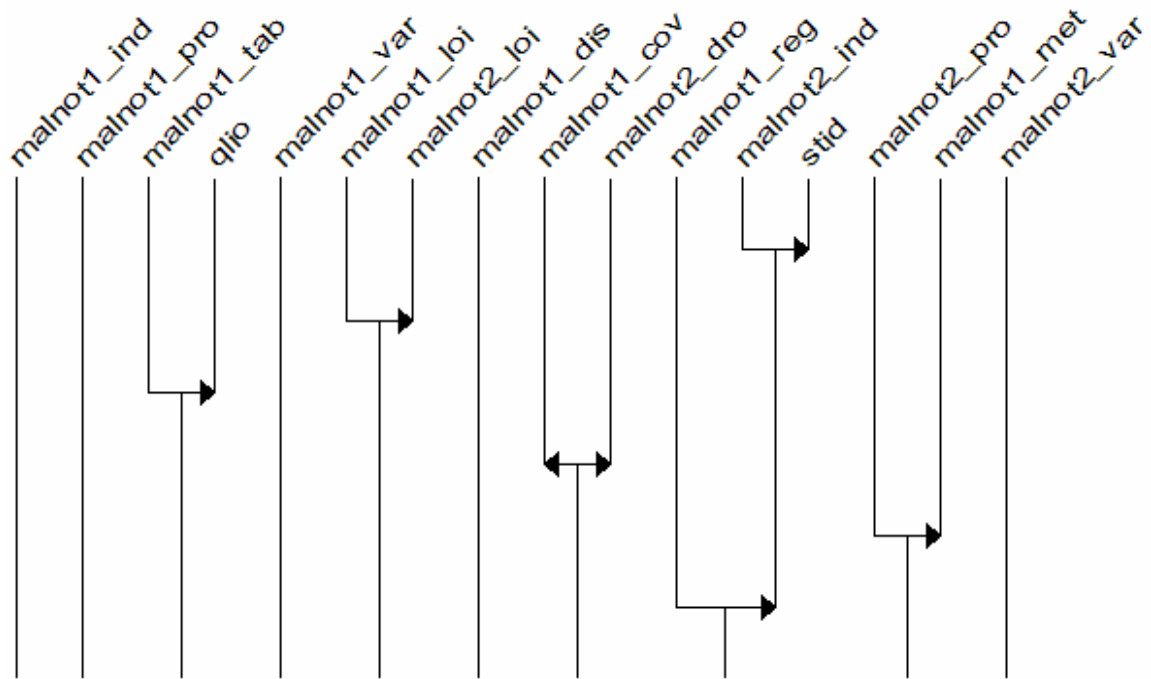 malnot1_ind
malnot1_pro
malnot1_tab
qlio
malnot1_var
malnot1_loi
malnot2_loi
malnot1_dis
malnot1_cov
malnot2_dro
malnot1_reg
malnot2_ind
stid
malnot2_pro
malnot1_met
malnot2_var